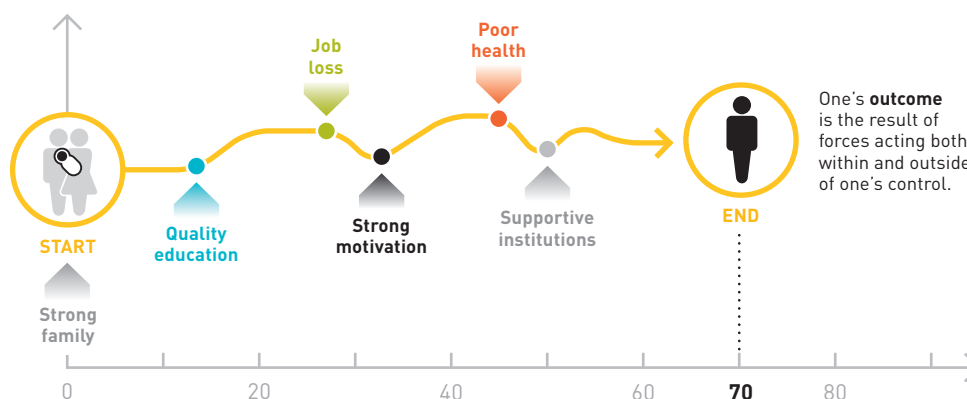 Job
loss
Poor
health
One's outcome
is the result of
forces acting both
within and outside
of one's control.
START
Quality
education
Strong
motivation
Supportive
institutions
END
Strong
family
0
20
40
60
70
80